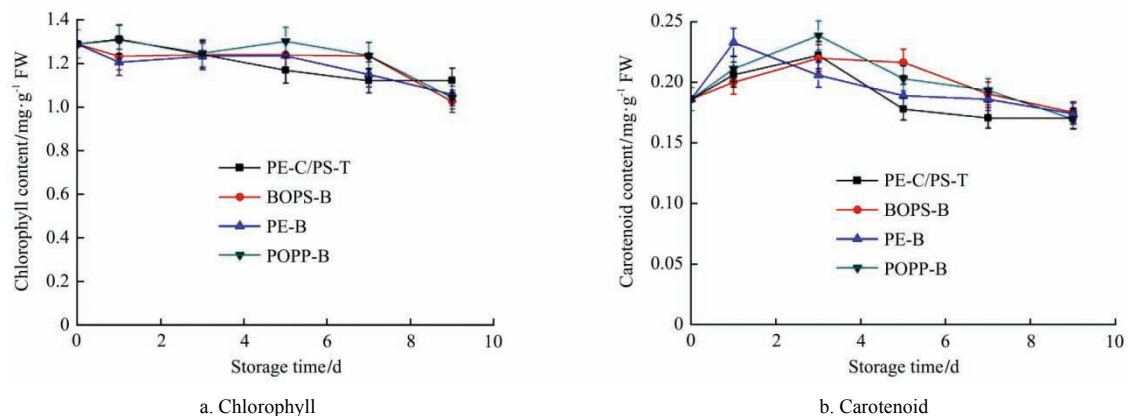 Chlorophyll content/mg·g⁻¹ FW
1.4
1.2
1.0
0.8
0.6
0.4
0.2
0
PE-C/PS-T
BOPS-B
PE-B
POPP-B
0 2 4 6 8 10
Storage time/d
a. Chlorophyll
Carotenoid content/mg·g⁻¹ FW
0.25
0.20
0.15
0.10
0.05
0
PE-C/PS-T
BOPS-B
PE-B
POPP-B
0 2 4 6 8 10
Storage time/d
b. Carotenoid